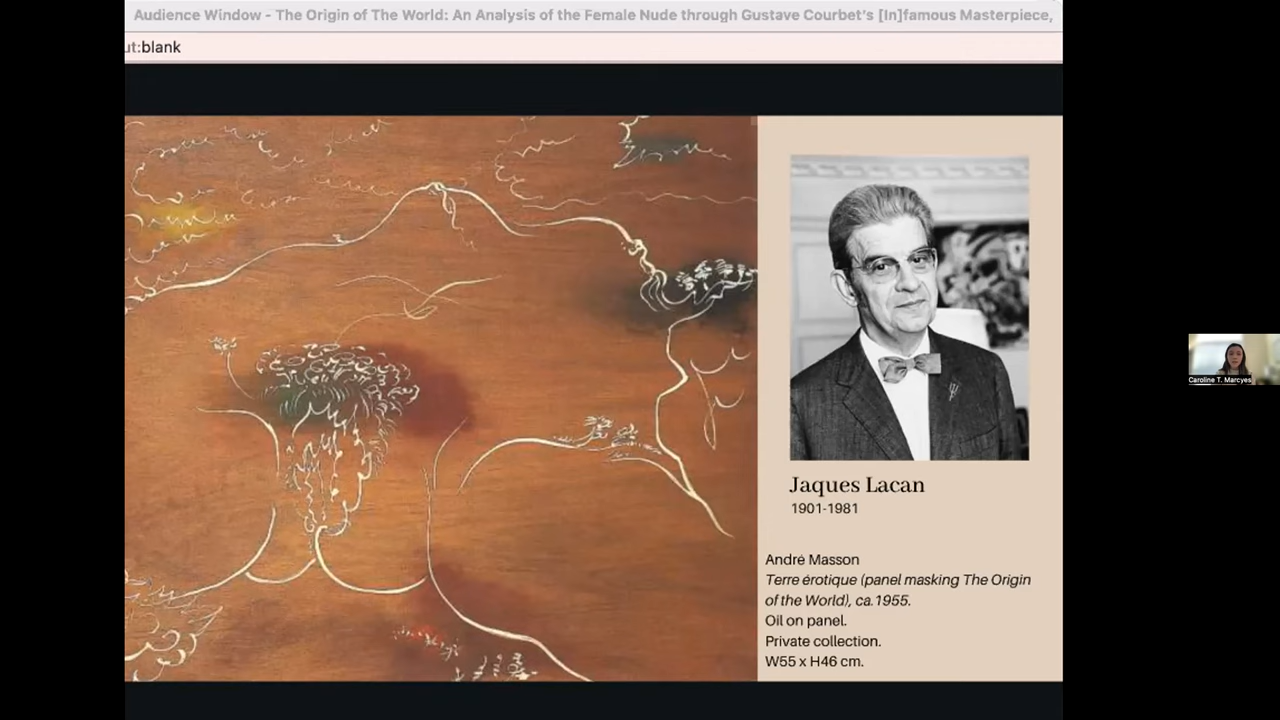 Audience Window - The Origin of The World: An Analysis of the Female Nude through Gustave Courbet's [In]famous Masterpiece,
ut:blank
Jaques Lacan
1901-1981
André Masson
Terre érotique (panel masking The Origin
of the World), ca.1955.
Oil on panel.
Private collection.
W55 x H46 cm.
Caroline T. Marcyes